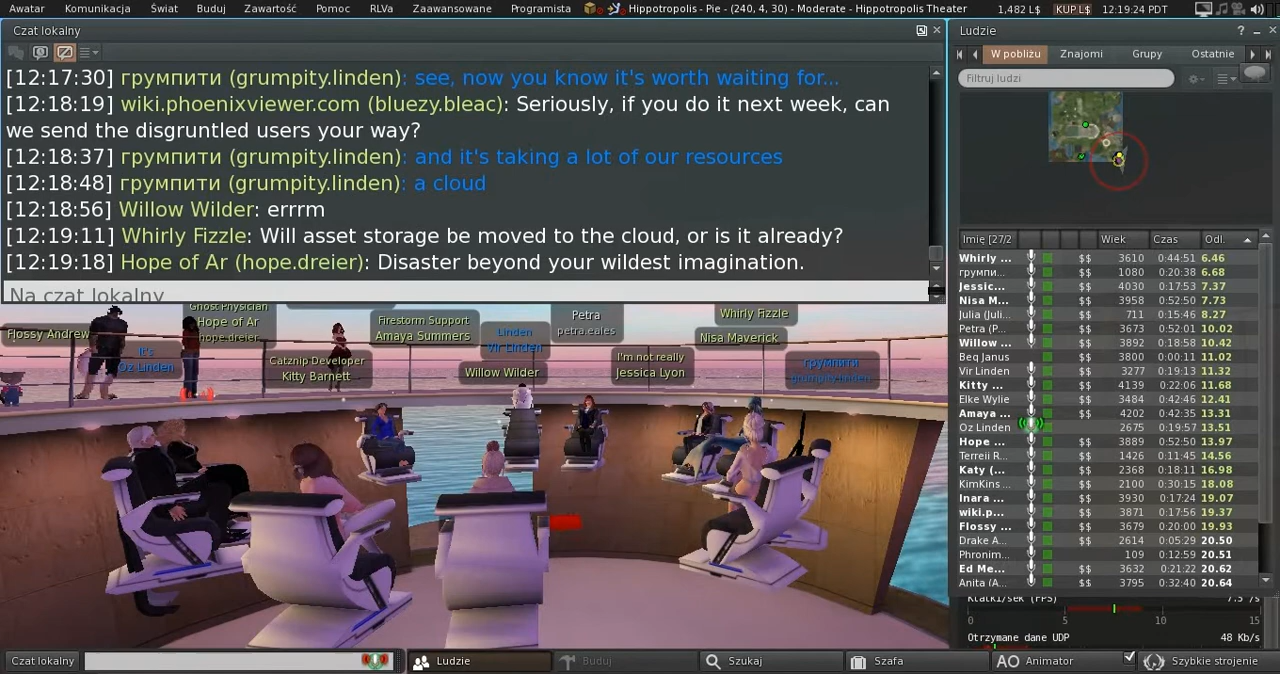 Awatar Komunikacja Świat Buduj Zawartość Pomoc RLVa Zaawansowane Programista Hippotropolis - Pie - (240, 4, 30) - Moderate - Hippotropolis Theater 1,482 L$ KUP L$ 12:19:24 PDT
Czat lokalny
[12:17:30] грумпити (grumpity.linden): see, now you know it's worth waiting for...
[12:18:19] wiki.phoenixviewer.com (bluezy.bleac): Seriously, if you do it next week, can
we send the disgruntled users your way?
[12:18:37] грумпити (grumpity.linden): and it's taking a lot of our resources
[12:18:48] грумпити (grumpity.linden): a cloud
[12:18:56] Willow Wilder: errrm
[12:19:11] Whirly Fizzle: Will asset storage be moved to the cloud, or is it already?
[12:19:18] Hope of Ar (hope.dreier): Disaster beyond your wildest imagination.
Na czat lokalny
Flossy Andrew
It's
Oz Linden
Ghost Physician
Hope of Ar
hope.dreier
Catznip Developer
Kitty Barnett
Firestorm Support
Amaya Summers
Linden
Vir Linden
Willow Wilder
Petra
petra.eales
I'm not really
Jessica Lyon
Whirly Fizzle
Nisa Maverick
грумпити
grumpity.linden
Ludzie
W pobliżu Znajomi Grupy Ostatnie
Filtruj ludzi
Imię [27/2 Wiek Czas Odl.
Whirly ... $$ 3610 0:44:51 6.46
грумпи... $$ 1080 0:20:38 6.68
Jessic... $$ 4030 0:17:53 7.37
Nisa M... $$ 3958 0:52:50 7.73
Julia (Juli... $$ 711 0:15:46 8.27
Petra (P... $$ 3673 0:52:01 10.02
Willow ... $$ 3892 0:18:58 10.42
Beq Janus $$ 3800 0:00:11 11.02
Vir Linden $$ 3277 0:19:13 11.32
Kitty ... $$ 4139 0:22:06 11.68
Elke Wylie $$ 3484 0:42:46 12.41
Amaya ... $$ 4202 0:42:35 13.31
Oz Linden 2675 0:19:57 13.51
Hope ... $$ 3889 0:52:50 13.97
Terreii R... $$ 1426 0:11:45 14.56
Katy (... $$ 2368 0:18:11 16.98
KimKins... $$ 2100 0:30:15 18.08
Inara ... $$ 3930 0:17:24 19.07
wiki.p... $$ 3871 0:17:56 19.37
Flossy ... $$ 3679 0:20:00 19.93
Drake A... $$ 2614 0:05:29 20.50
Phronim... 109 0:12:59 20.51
Ed Me... $$ 3632 0:21:22 20.62
Anita (A... $$ 3795 0:32:40 20.64
Klatki/sek (FPS) 7.5 /s
0 5 10 15
Otrzymane dane UDP 48 Kb/s
Czat lokalny Ludzie Buduj Szukaj Szafa AO Animator Szybkie strojenie